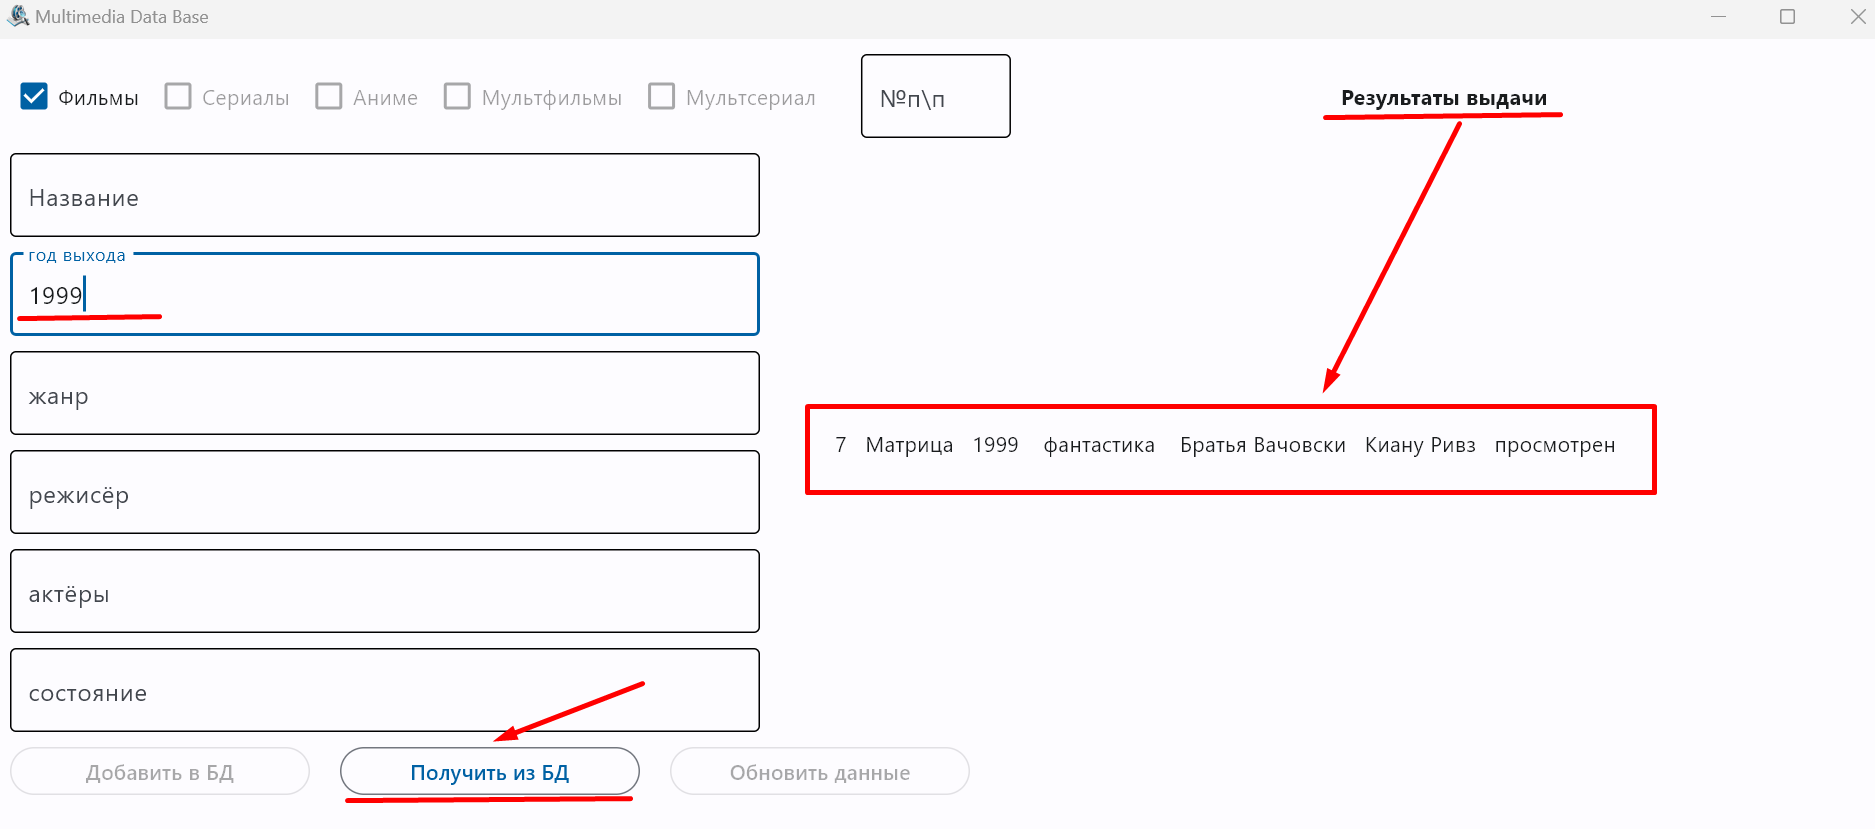 Multimedia Data Base
Фильмы Сериалы Аниме Мультфильмы Мультсериал
№п\п
Результаты выдачи
Название
год выхода
1999
жанр
режисёр
актёры
состояние
7 Матрица 1999 фантастика Братья Вачовски Киану Ривз просмотрен
Добавить в БД Получить из БД Обновить данные